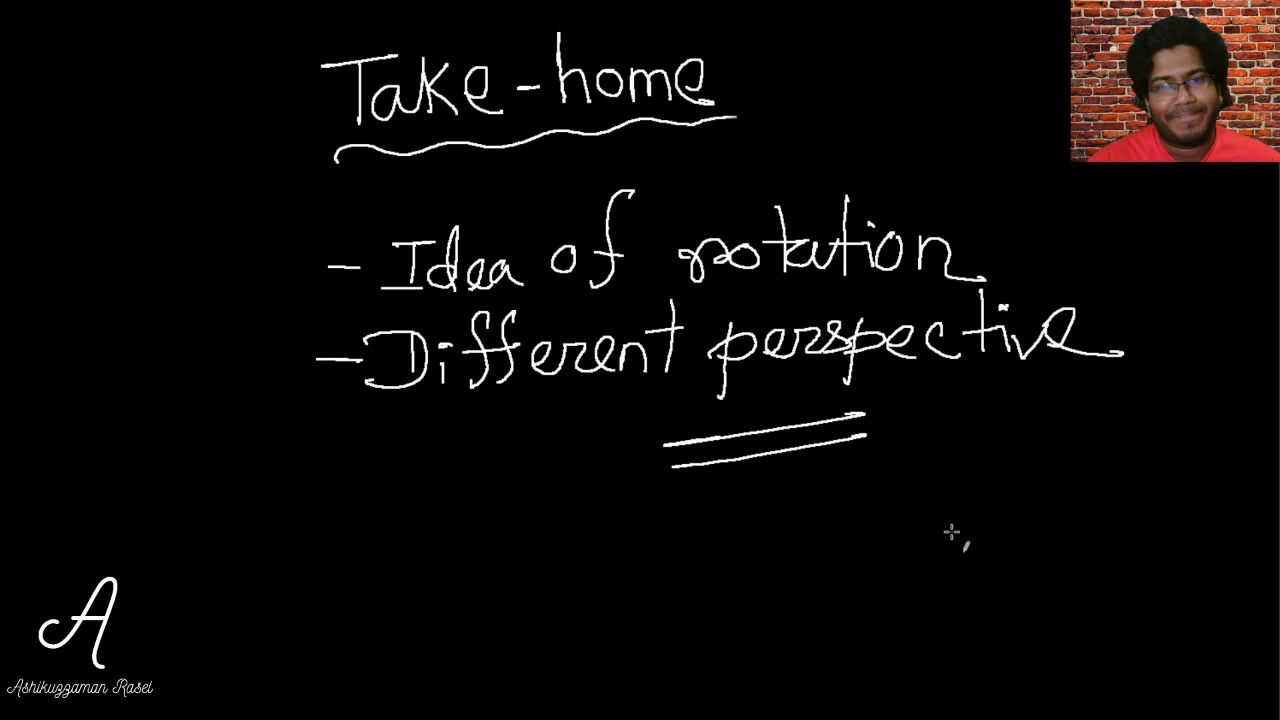 Take-home
- Idea of rotation
- Different perspective
A
Ashikuzzaman Rasel